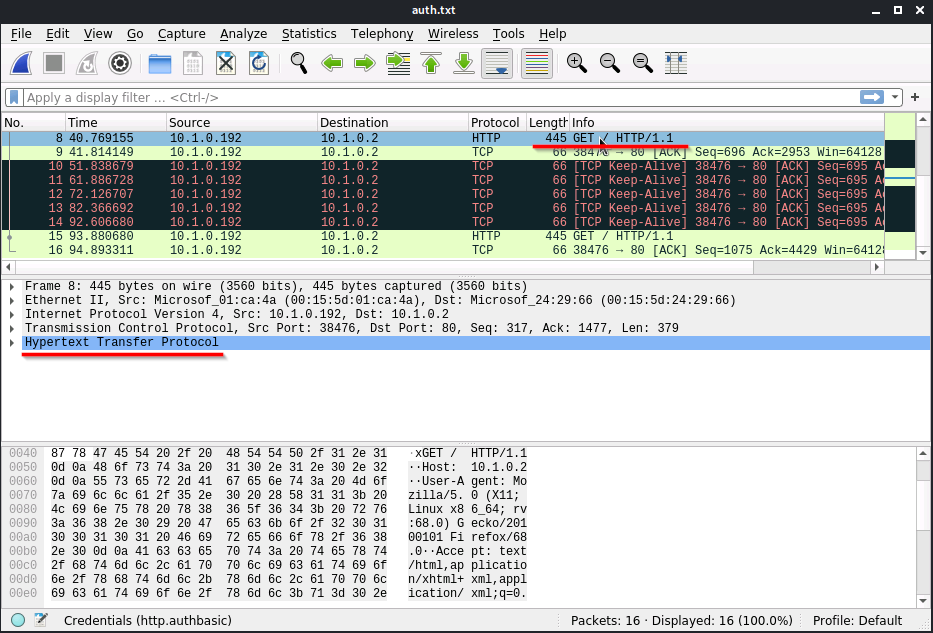 auth.txt
File Edit View Go Capture Analyze Statistics Telephony Wireless Tools Help
Apply a display filter ... <Ctrl-/>
No. Time Source Destination Protocol Length Info
8 40.769155 10.1.0.192 10.1.0.2 HTTP 445 GET / HTTP/1.1
9 41.814149 10.1.0.192 10.1.0.2 TCP 66 38476 → 80 [ACK] Seq=696 Ack=2953 Win=64128
10 51.838679 10.1.0.192 10.1.0.2 TCP 66 [TCP Keep-Alive] 38476 → 80 [ACK] Seq=695 A
11 61.886728 10.1.0.192 10.1.0.2 TCP 66 [TCP Keep-Alive] 38476 → 80 [ACK] Seq=695 A
12 72.126707 10.1.0.192 10.1.0.2 TCP 66 [TCP Keep-Alive] 38476 → 80 [ACK] Seq=695 A
13 82.366692 10.1.0.192 10.1.0.2 TCP 66 [TCP Keep-Alive] 38476 → 80 [ACK] Seq=695 A
14 92.606680 10.1.0.192 10.1.0.2 TCP 66 [TCP Keep-Alive] 38476 → 80 [ACK] Seq=695 A
15 93.880680 10.1.0.192 10.1.0.2 HTTP 445 GET / HTTP/1.1
16 94.893311 10.1.0.192 10.1.0.2 TCP 66 38476 → 80 [ACK] Seq=1075 Ack=4429 Win=6412
Frame 8: 445 bytes on wire (3560 bits), 445 bytes captured (3560 bits)
Ethernet II, Src: Microsof_01:ca:4a (00:15:5d:01:ca:4a), Dst: Microsof_24:29:66 (00:15:5d:24:29:66)
Internet Protocol Version 4, Src: 10.1.0.192, Dst: 10.1.0.2
Transmission Control Protocol, Src Port: 38476, Dst Port: 80, Seq: 317, Ack: 1477, Len: 379
Hypertext Transfer Protocol
0040 87 78 47 45 54 20 2f 20 48 54 54 50 2f 31 2e 31 ·xGET / HTTP/1.1
0050 0d 0a 48 6f 73 74 3a 20 31 30 2e 31 2e 30 2e 32 ··Host: 10.1.0.2
0060 0d 0a 55 73 65 72 2d 41 67 65 6e 74 3a 20 4d 6f ··User-A gent: Mo
0070 7a 69 6c 6c 61 2f 35 2e 30 20 28 58 31 31 3b 20 zilla/5. 0 (X11;
0080 4c 69 6e 75 78 20 78 38 36 5f 36 34 3b 20 72 76 Linux x8 6_64; rv
0090 3a 36 38 2e 30 29 20 47 65 63 6b 6f 2f 32 30 31 :68.0) G ecko/201
00a0 30 30 31 30 31 20 46 69 72 65 66 6f 78 2f 36 38 00101 Fi refox/68
00b0 2e 30 0d 0a 41 63 63 65 70 74 3a 20 74 65 78 74 .0··Acce pt: text
00c0 2f 68 74 6d 6c 2c 61 70 70 6c 69 63 61 74 69 6f /html,ap plicatio
00d0 6e 2f 78 68 74 6d 6c 2b 78 6d 6c 2c 61 70 70 6c n/xhtml+ xml,appl
00e0 69 63 61 74 69 6f 6e 2f 78 6d 6c 3b 71 3d 30 2e ication/ xml;q=0.
Credentials (http.authbasic) Packets: 16 · Displayed: 16 (100.0%) Profile: Default